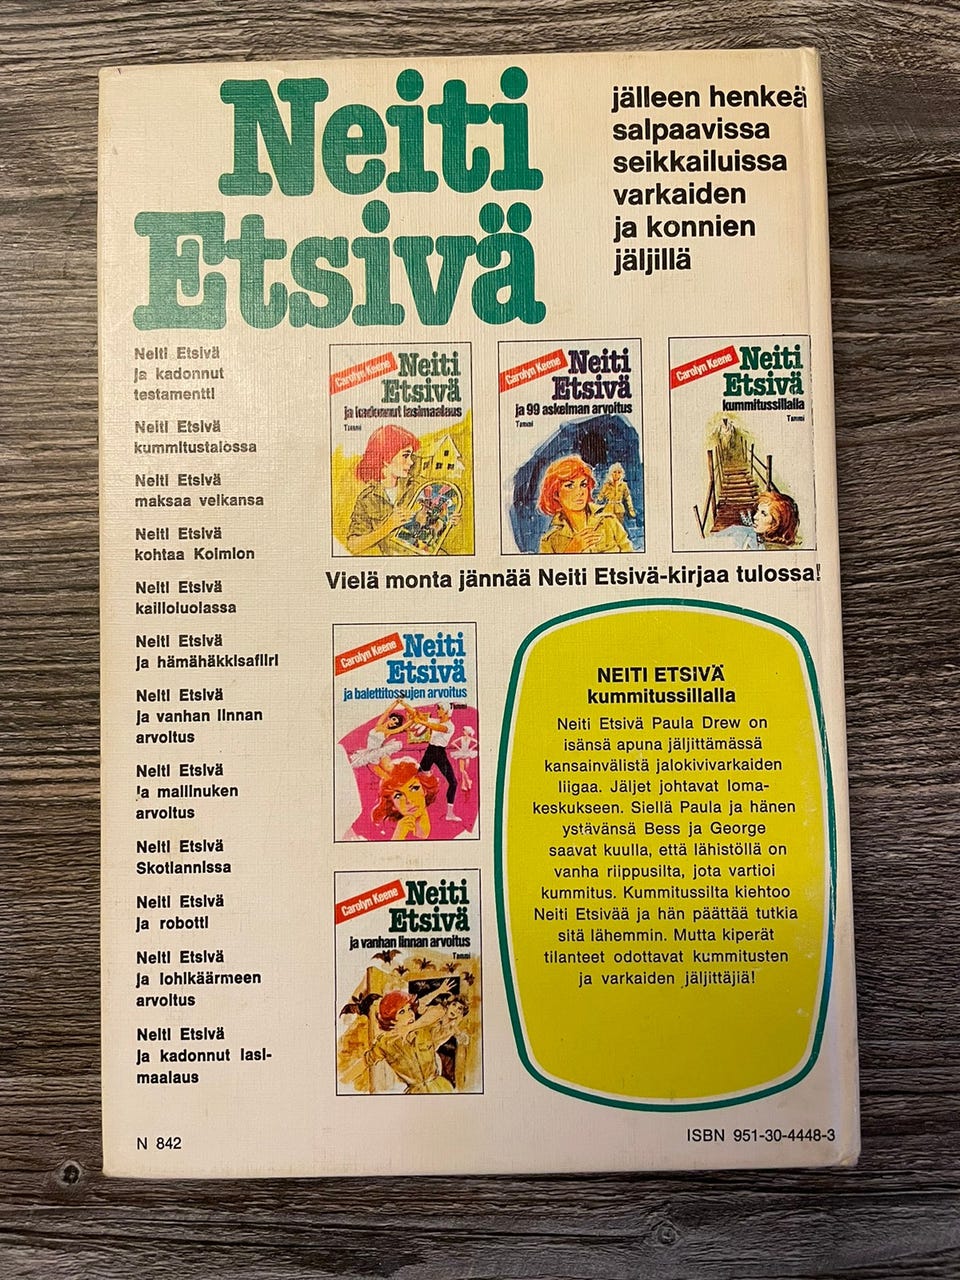 Neiti
Etsivä
jälleen henkeä
salpaavissa
seikkailuissa
varkaiden
ja konnien
jäljillä
Neiti Etsivä
ja kadonnut
testamentti
Neiti Etsivä
kummitustalossa
Neiti Etsivä
maksaa velkansa
Neiti Etsivä
kohtaa Kolmion
Neiti Etsivä
kallioluolassa
Neiti Etsivä
ja hämähäkkisafiiri
Neiti Etsivä
ja vanhan linnan
arvoitus
Neiti Etsivä
ja mallinuken
arvoitus
Neiti Etsivä
Skotlannissa
Neiti Etsivä
ja robotti
Neiti Etsivä
ja lohikäärmeen
arvoitus
Neiti Etsivä
ja kadonnut lasi-
maalaus
Carolyn Keene
Neiti
Etsivä
ja kadonnut lasimaalaus
Tammi
Carolyn Keene
Neiti
Etsivä
ja 99 askelman arvoitus
Tammi
Carolyn Keene
Neiti
Etsivä
kummitussillalla
Tammi
Vielä monta jännää Neiti Etsivä-kirjaa tulossa!
Carolyn Keene
Neiti
Etsivä
ja balettitossujen arvoitus
Tammi
Carolyn Keene
Neiti
Etsivä
ja vanhan linnan arvoitus
Tammi
NEITI ETSIVÄ
kummitussillalla
Neiti Etsivä Paula Drew on
isänsä apuna jäljittämässä
kansainvälistä jalokivivarkaiden
liigaa. Jäljet johtavat loma-
keskukseen. Siellä Paula ja hänen
ystävänsä Bess ja George
saavat kuulla, että lähistöllä on
vanha riippusilta, jota vartioi
kummitus. Kummitussilta kiehtoo
Neiti Etsivää ja hän päättää tutkia
sitä lähemmin. Mutta kiperät
tilanteet odottavat kummitusten
ja varkaiden jäljittäjiä!
N 842
ISBN 951-30-4448-3